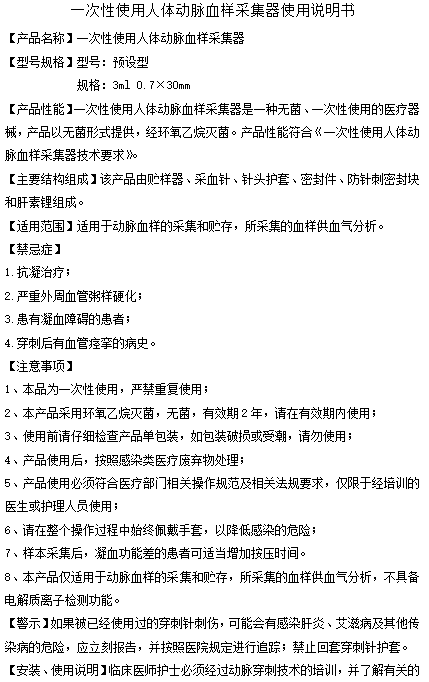 一次性使用人体动脉血样采集器使用说明书
【产品名称】一次性使用人体动脉血样采集器
【型号规格】型号：预设型
规格：3ml 0.7×30mm
【产品性能】一次性使用人体动脉血样采集器是一种无菌、一次性使用的医疗器
械，产品以无菌形式提供，经环氧乙烷灭菌。产品性能符合《一次性使用人体动
脉血样采集器技术要求》。
【主要结构组成】该产品由贮样器、采血针、针头护套、密封件、防针刺密封块
和肝素锂组成。
【适用范围】适用于动脉血样的采集和贮存，所采集的血样供血气分析。
【禁忌症】
1.抗凝治疗；
2.严重外周血管粥样硬化；
3.患有凝血障碍的患者；
4.穿刺后有血管痉挛的病史。
【注意事项】
1、本品为一次性使用，严禁重复使用；
2、本产品采用环氧乙烷灭菌，无菌，有效期2年，请在有效期内使用；
3、使用前请仔细检查产品单包装，如包装破损或受潮，请勿使用；
4、产品使用后，按照感染类医疗废弃物处理；
5、产品使用必须符合医疗部门相关操作规范及相关法规要求，仅限于经培训的
医生或护理人员使用；
6、请在整个操作过程中始终佩戴手套，以降低感染的危险；
7、样本采集后，凝血功能差的患者可适当增加按压时间。
8、本产品仅适用于动脉血样的采集和贮存，所采集的血样供血气分析，不具备
电解质离子检测功能。
【警示】如果被已经使用过的穿刺针刺伤，可能会有感染肝炎、艾滋病及其他传
染病的危险，应立刻报告，并按照医院规定进行追踪；禁止回套穿刺针护套。
【安装、使用说明】临床医师护士必须经过动脉穿刺技术的培训，并了解有关的